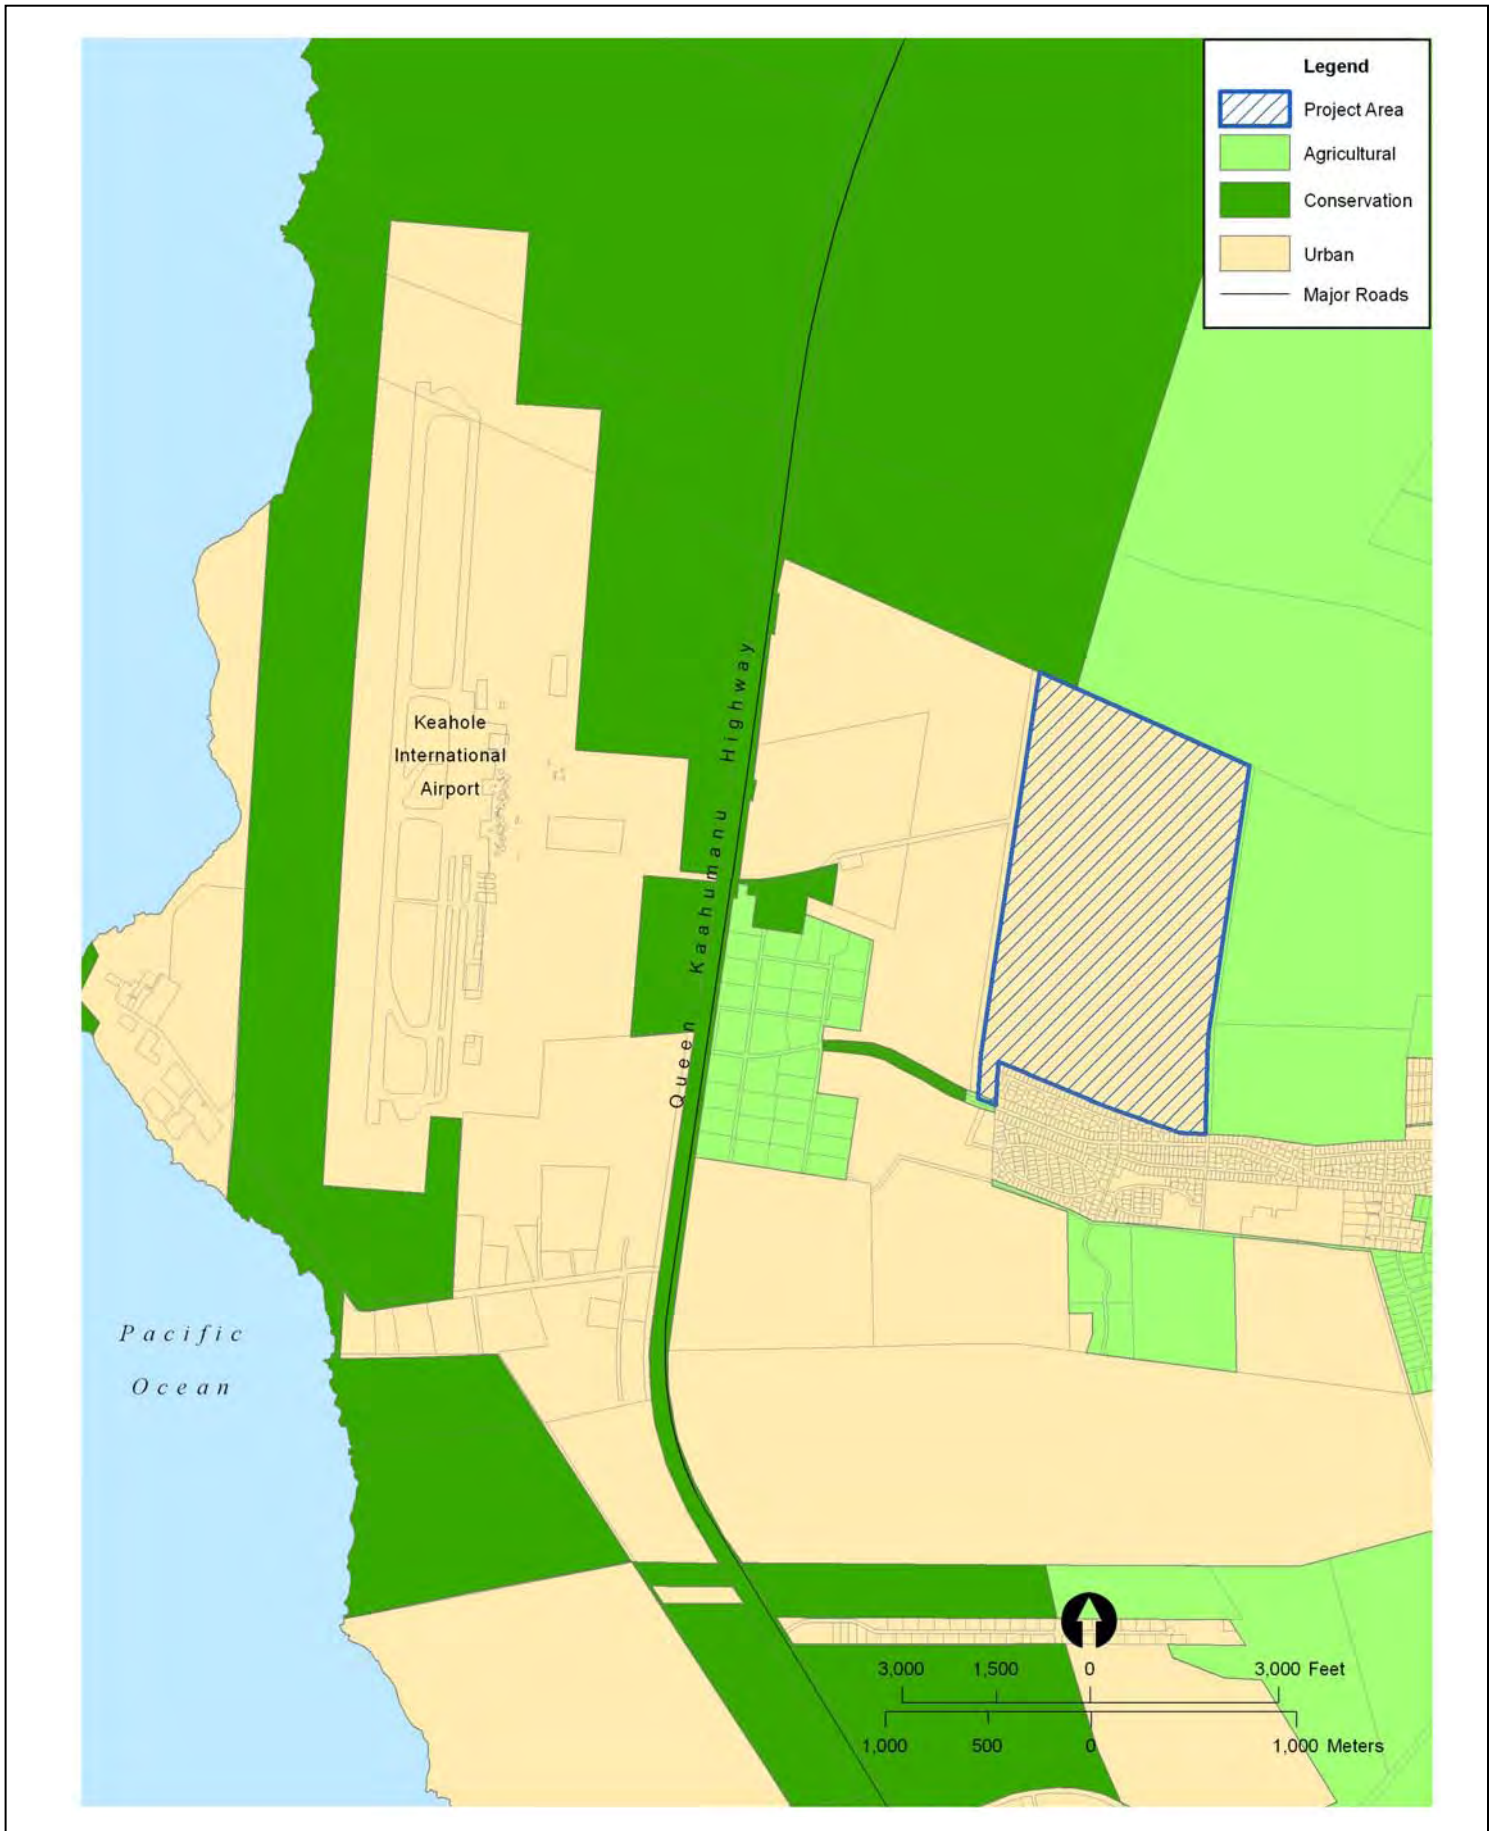 Legend
Project Area
Agricultural
Conservation
Urban
Major Roads
Queen Kaahumanu Highway
Keahole
International
Airport
Pacific
Ocean
3,000 1,500 0 3,000 Feet
1,000 500 0 1,000 Meters